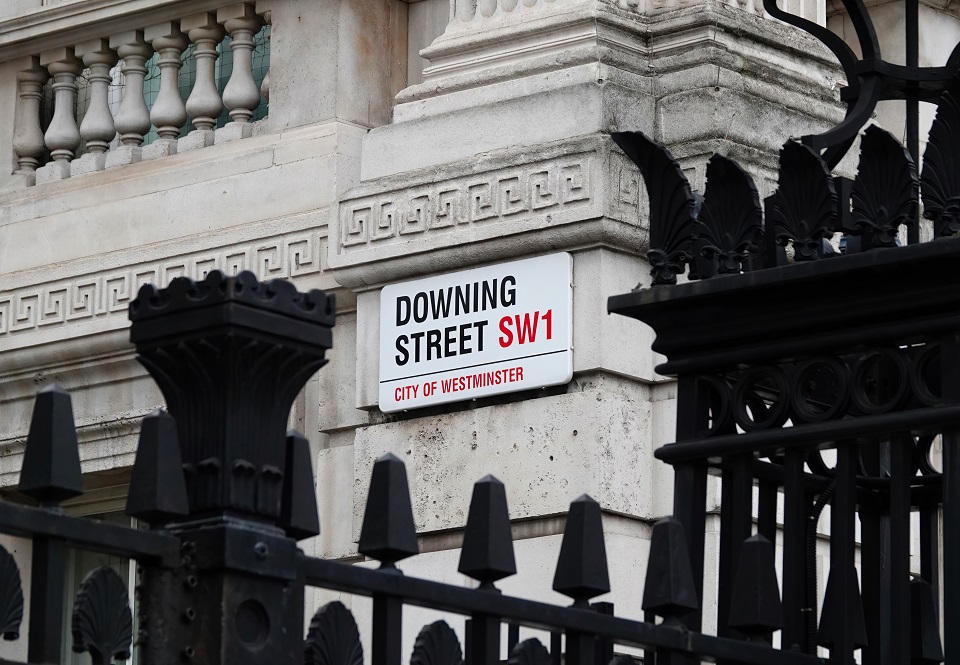 DOWNING
STREET SW1
CITY OF WESTMINSTER